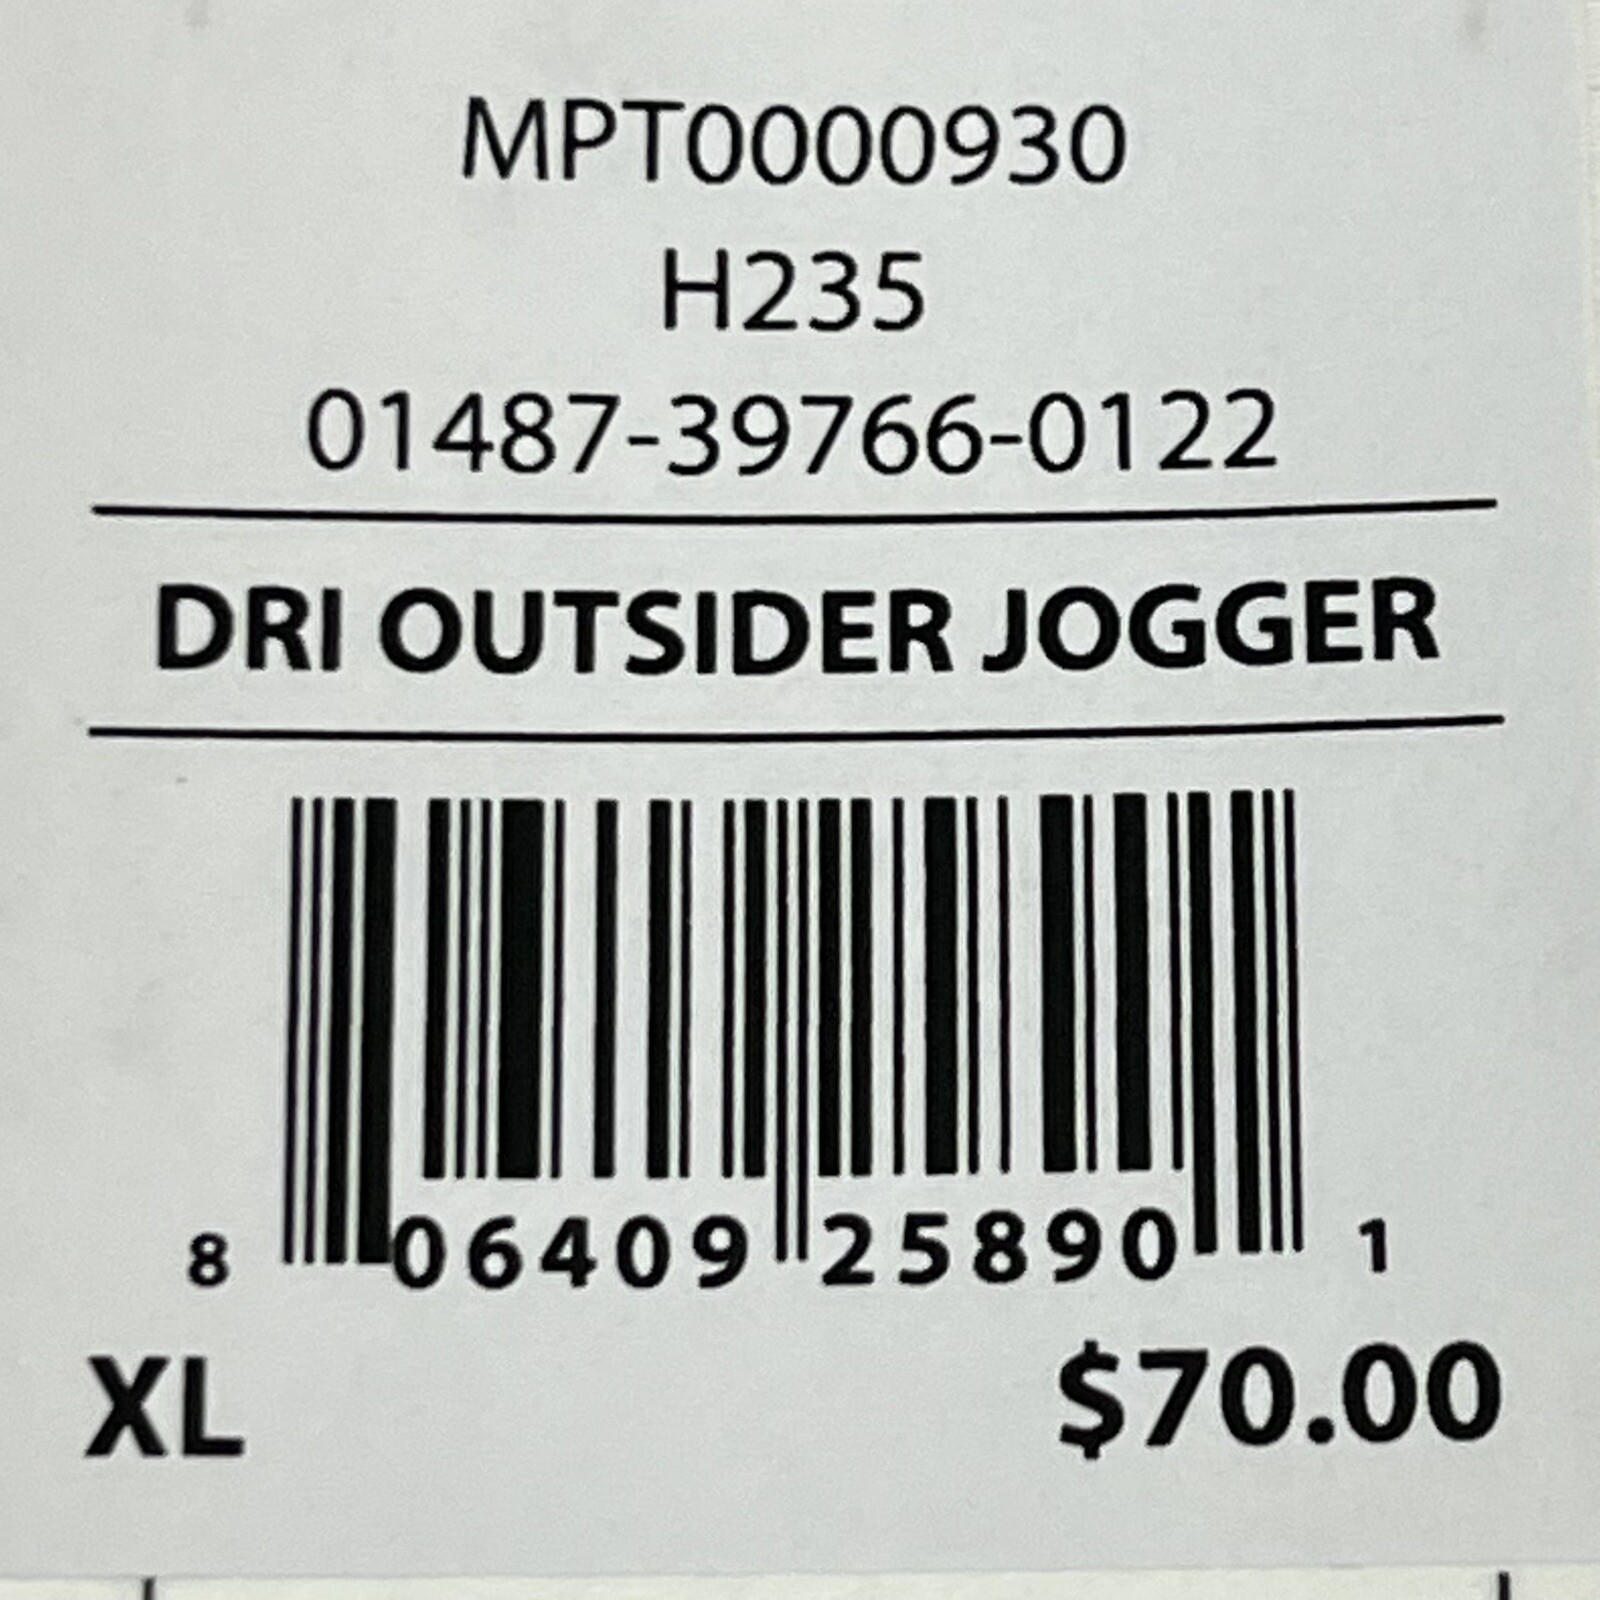 MPT0000930
H235
01487-39766-0122
DRI OUTSIDER JOGGER
8 06409 25890 1
XL $70.00